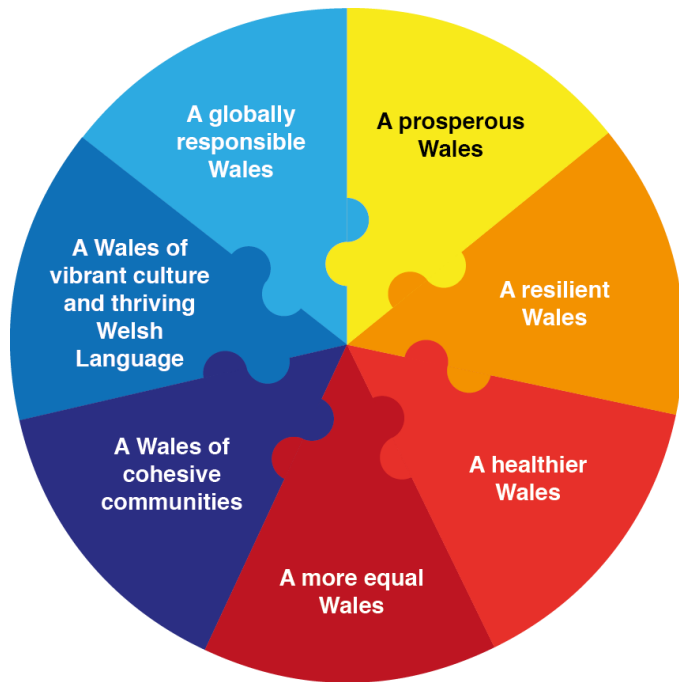 A prosperous
Wales
A resilient
Wales
A healthier
Wales
A more equal
Wales
A Wales of
cohesive
communities
A Wales of
vibrant culture
and thriving
Welsh
Language
A globally
responsible
Wales